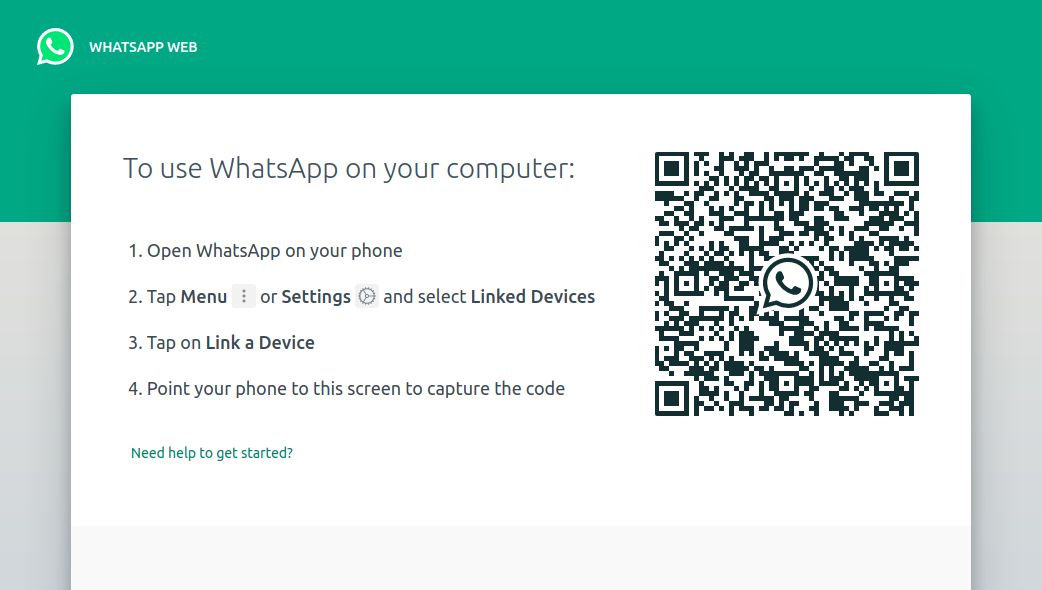 WHATSAPP WEB
To use WhatsApp on your computer:
1. Open WhatsApp on your phone
2. Tap Menu or Settings and select Linked Devices
3. Tap on Link a Device
4. Point your phone to this screen to capture the code
Need help to get started?